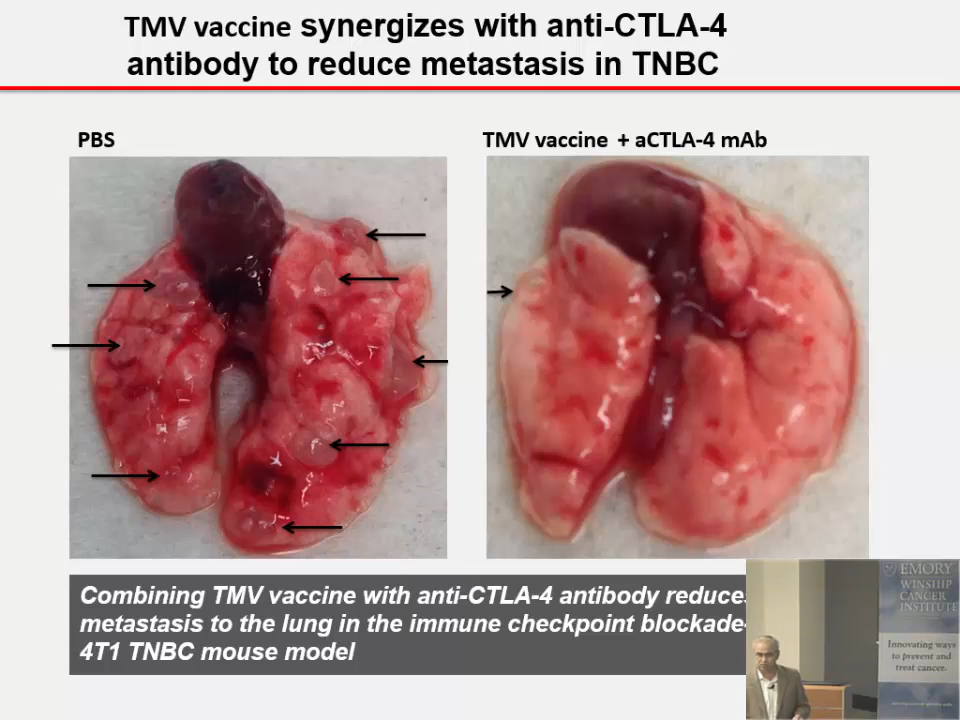 TMV vaccine synergizes with anti-CTLA-4
antibody to reduce metastasis in TNBC
PBS
TMV vaccine + aCTLA-4 mAb
Combining TMV vaccine with anti-CTLA-4 antibody reduces
metastasis to the lung in the immune checkpoint blockade-
4T1 TNBC mouse model
EMORY
WINSHIP
CANCER
INSTITUTE
Innovating ways
to prevent and
treat cancer.